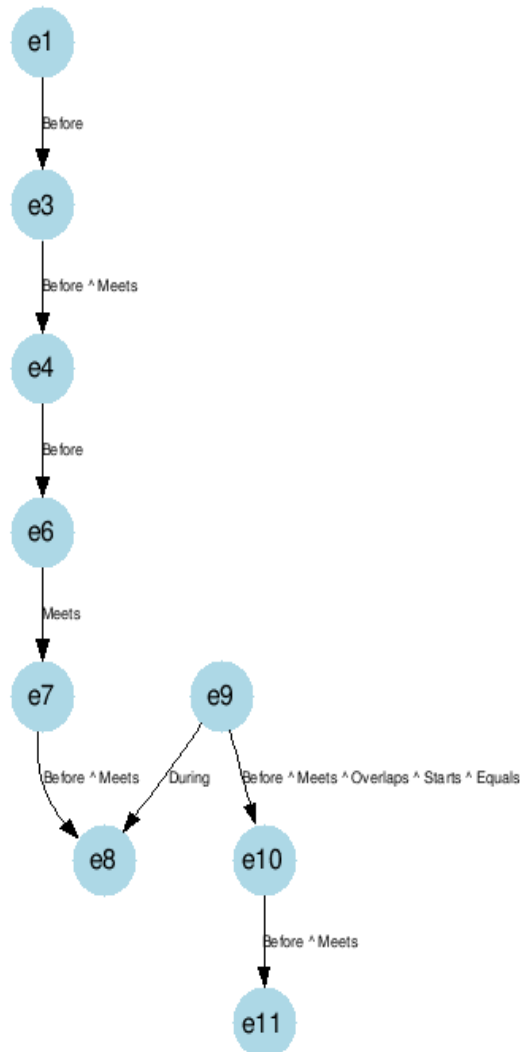 e1
Before
e3
Before ^ Meets
e4
Before
e6
Meets
e7
e9
Before ^ Meets
During
Before ^ Meets ^ Overlaps ^ Starts ^ Equals
e8
e10
Before ^ Meets
e11